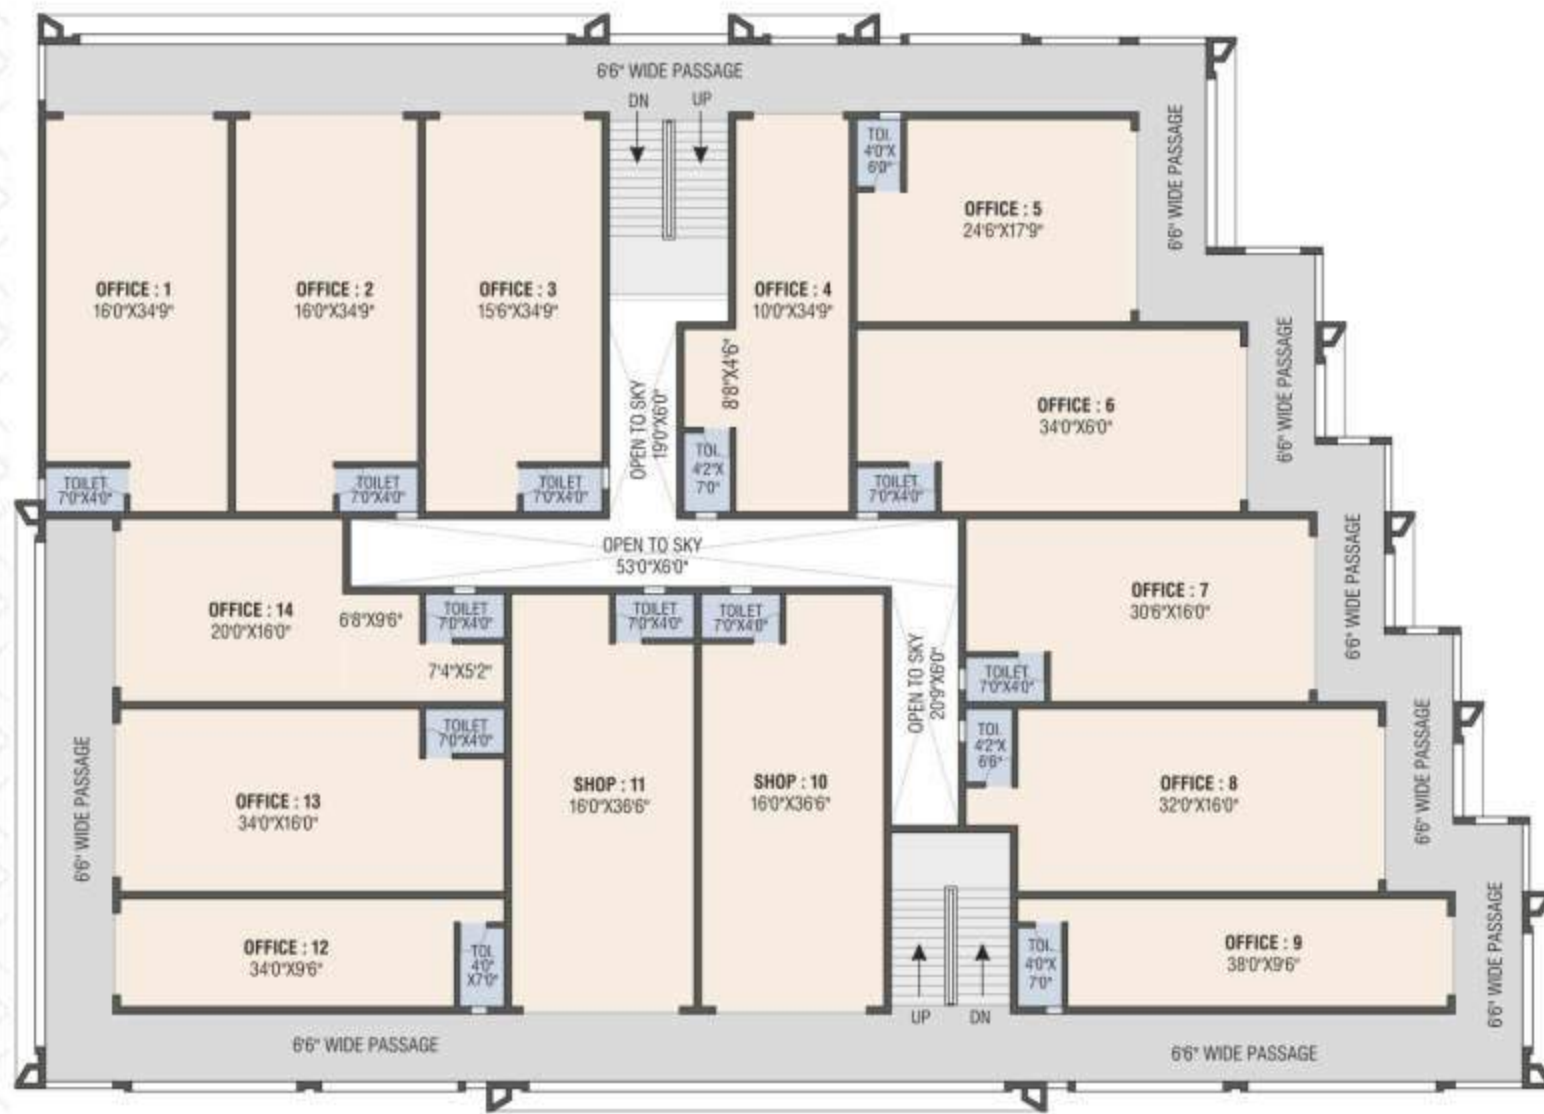 6'6" WIDE PASSAGE
DN
UP
6'6" WIDE PASSAGE
TOI.
4'0"X
6'0"
OFFICE : 5
24'6"X17'9"
OFFICE : 1
16'0"X34'9"
OFFICE : 2
16'0"X34'9"
OFFICE : 3
15'6"X34'9"
OFFICE : 4
10'0"X34'9"
8'8"X4'6"
OPEN TO SKY
19'0"X6'0"
OFFICE : 6
34'0"X6'0"
6'6" WIDE PASSAGE
TOILET
7'0"X4'0"
TOILET
7'0"X4'0"
TOILET
7'0"X4'0"
TOI.
4'2"X
7'0"
TOILET
7'0"X4'0"
OPEN TO SKY
53'0"X6'0"
OFFICE : 7
30'6"X16'0"
6'6" WIDE PASSAGE
OFFICE : 14
20'0"X16'0"
6'8"X9'6"
TOILET
7'0"X4'0"
TOILET
7'0"X4'0"
TOILET
7'0"X4'0"
7'4"X5'2"
OPEN TO SKY
20'9"X6'0"
TOILET
7'0"X4'0"
TOILET
7'0"X4'0"
TOI.
4'2"X
6'6"
6'6" WIDE PASSAGE
OFFICE : 13
34'0"X16'0"
SHOP : 11
16'0"X36'6"
SHOP : 10
16'0"X36'6"
OFFICE : 8
32'0"X16'0"
6'6" WIDE PASSAGE
OFFICE : 12
34'0"X9'6"
TOI.
4'0"
X7'0"
TOI.
4'0"X
7'0"
OFFICE : 9
38'0"X9'6"
6'6" WIDE PASSAGE
UP
DN
6'6" WIDE PASSAGE
6'6" WIDE PASSAGE